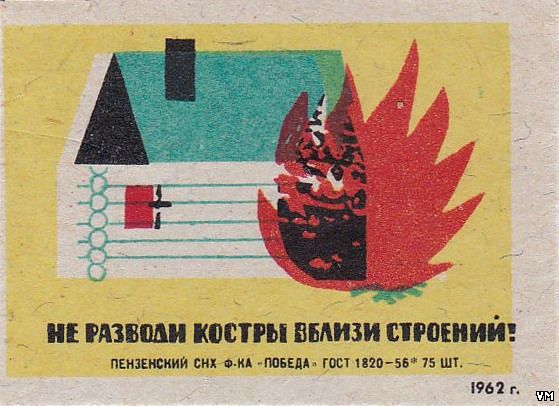 НЕ РАЗВОДИ КОСТРЫ ВБЛИЗИ СТРОЕНИЙ!
ПЕНЗЕНСКИЙ СНХ Ф-КА «ПОБЕДА» ГОСТ 1820-56* 75 ШТ.
1962 г.
VM